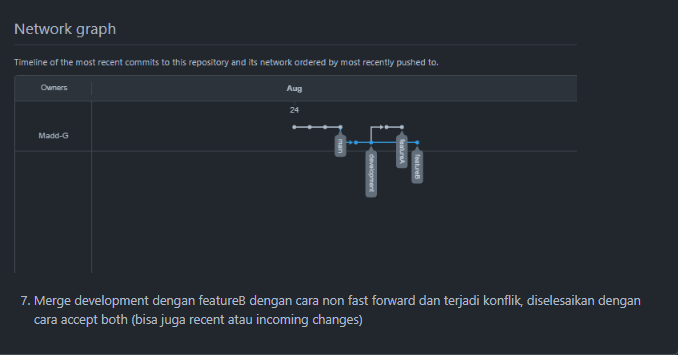 Network graph
Timeline of the most recent commits to this repository and its network ordered by most recently pushed to.
Owners
Aug
24
Madd-G
main
development
featureA
featureB
7. Merge development dengan featureB dengan cara non fast forward dan terjadi konflik, diselesaikan dengan
cara accept both (bisa juga recent atau incoming changes)